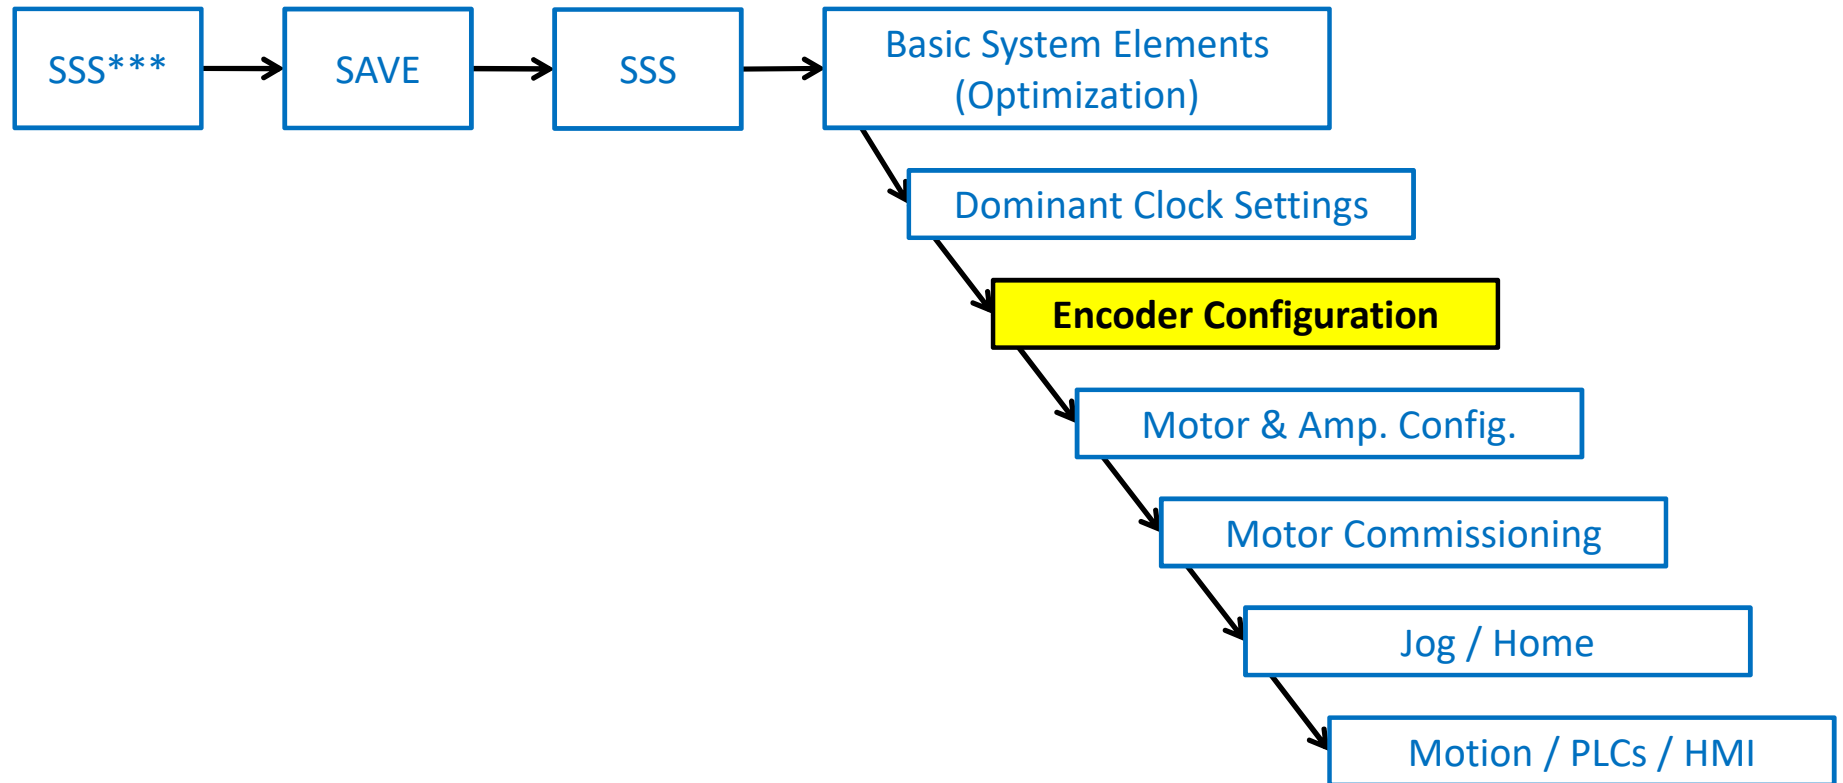 SSS***
SAVE
SSS
Basic System Elements
(Optimization)
Dominant Clock Settings
Encoder Configuration
Motor & Amp. Config.
Motor Commissioning
Jog / Home
Motion / PLCs / HMI